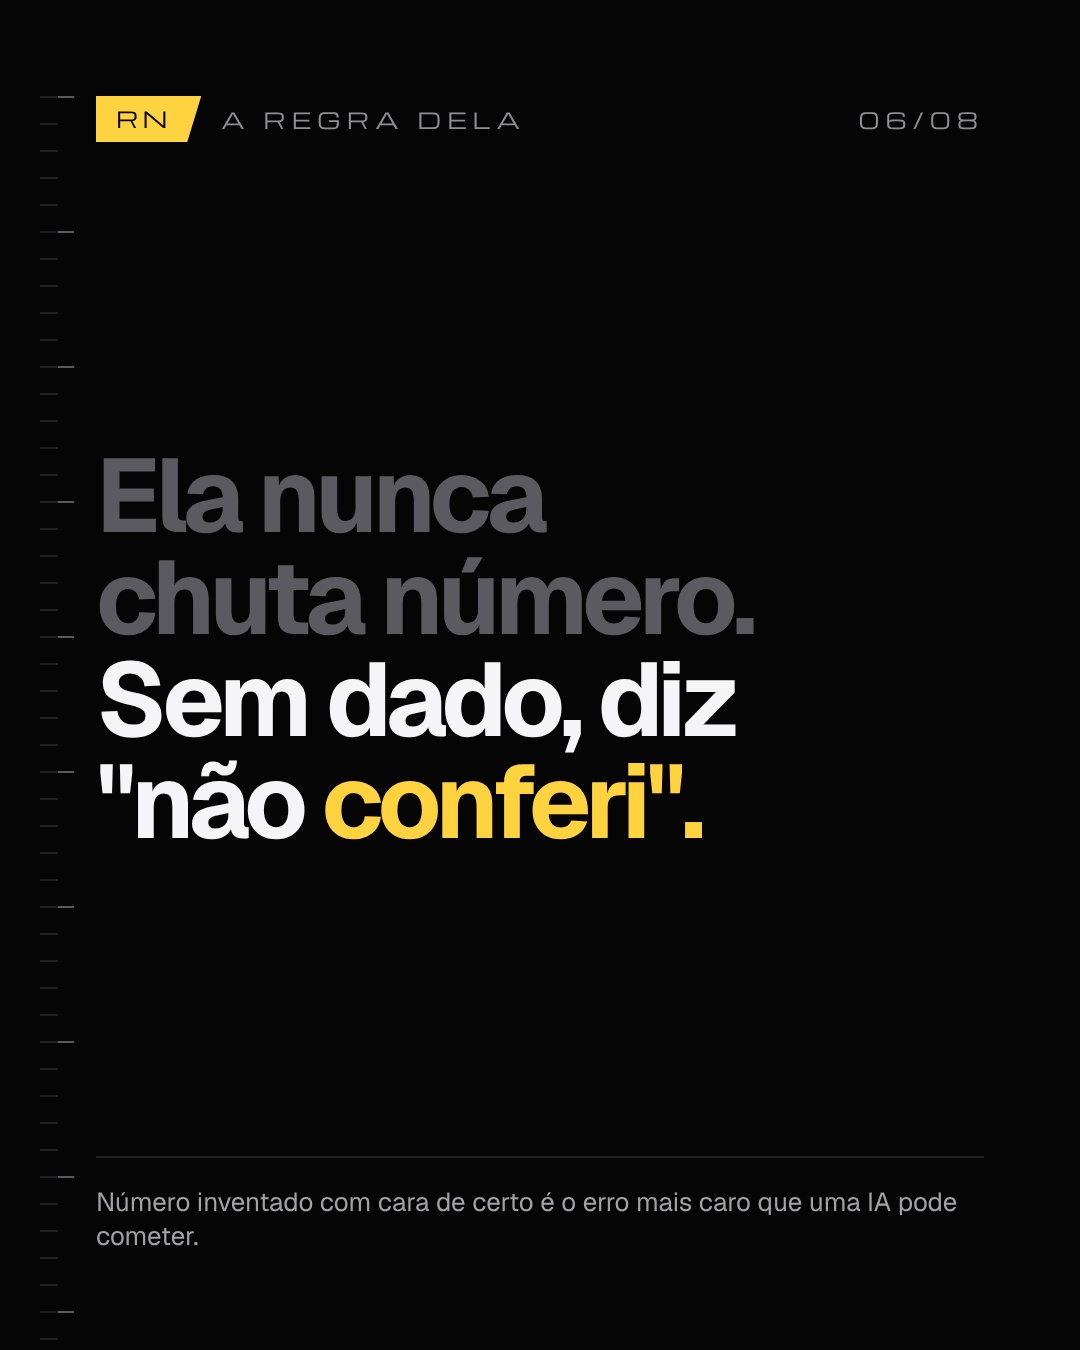 RN A REGRA DELA 06/08
Ela nunca
chuta número.
Sem dado, diz
"não conferi".
Número inventado com cara de certo é o erro mais caro que uma IA pode
cometer.